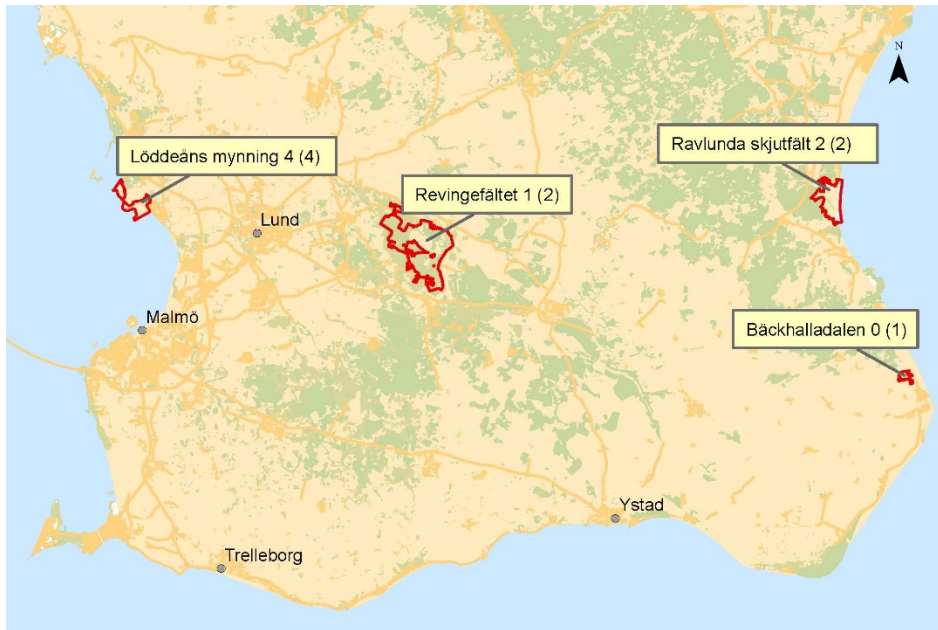 N
Ravlunda skjutfält 2 (2)
Löddeåns mynning 4 (4)
Revingefältet 1 (2)
Lund
Malmö
Bäckhalladalen 0 (1)
Ystad
Trelleborg